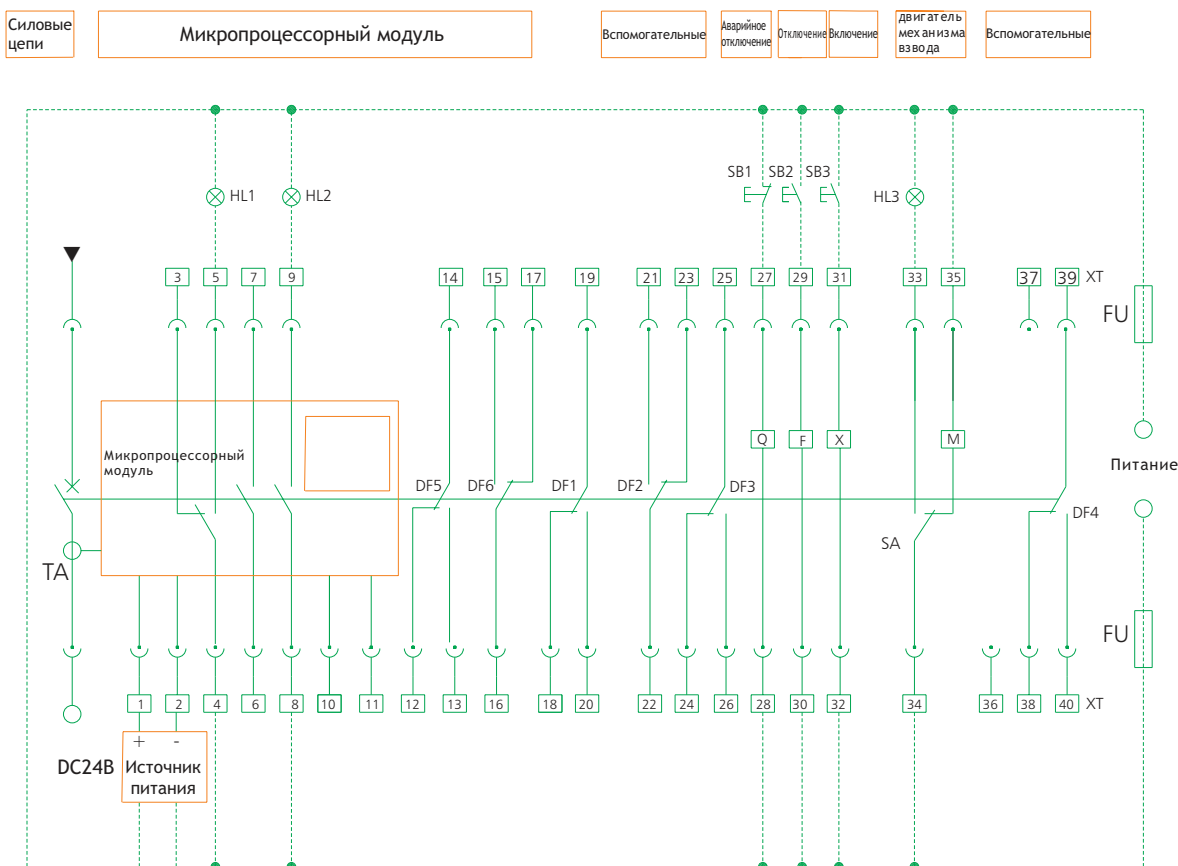 Силовые
цепи
Микропроцессорный модуль
Вспомогательные
Аварийное
отключение
Отключение
Включение
двигатель
механизма
взвода
Вспомогательные
SB1 SB2 SB3
HL1 HL2 HL3
3 5 7 9 14 15 17 19 21 23 25 27 29 31 33 35 37 39 XT
FU
Q F X M
Микропроцессорный
модуль
Питание
DF5 DF6 DF1 DF2 DF3 DF4
SA
TA
FU
1 2 4 6 8 10 11 12 13 16 18 20 22 24 26 28 30 32 34 36 38 40 XT
+ -
DC24В
Источник
питания